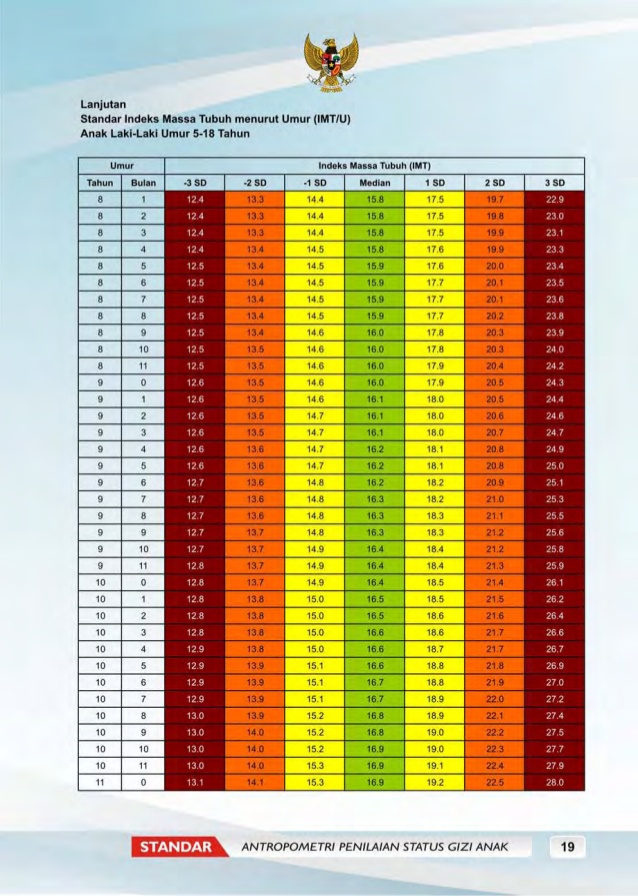 Lanjutan
Standar Indeks Massa Tubuh menurut Umur (IMT/U)
Anak Laki-Laki Umur 5-18 Tahun
Umur Indeks Massa Tubuh (IMT)
Tahun Bulan -3 SD -2 SD -1 SD Median 1 SD 2 SD 3 SD
8 1 12.4 13.3 14.4 15.8 17.5 19.7 22.9
8 2 12.4 13.3 14.4 15.8 17.5 19.8 23.0
8 3 12.4 13.3 14.4 15.8 17.5 19.9 23.1
8 4 12.4 13.4 14.5 15.8 17.6 19.9 23.3
8 5 12.5 13.4 14.5 15.9 17.6 20.0 23.4
8 6 12.5 13.4 14.5 15.9 17.7 20.1 23.5
8 7 12.5 13.4 14.5 15.9 17.7 20.1 23.6
8 8 12.5 13.4 14.5 15.9 17.7 20.2 23.8
8 9 12.5 13.4 14.6 16.0 17.8 20.3 23.9
8 10 12.5 13.5 14.6 16.0 17.8 20.3 24.0
8 11 12.5 13.5 14.6 16.0 17.9 20.4 24.2
9 0 12.6 13.5 14.6 16.0 17.9 20.5 24.3
9 1 12.6 13.5 14.6 16.1 18.0 20.5 24.4
9 2 12.6 13.5 14.7 16.1 18.0 20.6 24.6
9 3 12.6 13.5 14.7 16.1 18.0 20.7 24.7
9 4 12.6 13.6 14.7 16.2 18.1 20.8 24.9
9 5 12.6 13.6 14.7 16.2 18.1 20.8 25.0
9 6 12.7 13.6 14.8 16.2 18.2 20.9 25.1
9 7 12.7 13.6 14.8 16.3 18.2 21.0 25.3
9 8 12.7 13.6 14.8 16.3 18.3 21.1 25.5
9 9 12.7 13.7 14.8 16.3 18.3 21.2 25.6
9 10 12.7 13.7 14.9 16.4 18.4 21.2 25.8
9 11 12.8 13.7 14.9 16.4 18.4 21.3 25.9
10 0 12.8 13.7 14.9 16.4 18.5 21.4 26.1
10 1 12.8 13.8 15.0 16.5 18.5 21.5 26.2
10 2 12.8 13.8 15.0 16.5 18.6 21.6 26.4
10 3 12.8 13.8 15.0 16.6 18.6 21.7 26.6
10 4 12.9 13.8 15.0 16.6 18.7 21.7 26.7
10 5 12.9 13.9 15.1 16.6 18.8 21.8 26.9
10 6 12.9 13.9 15.1 16.7 18.8 21.9 27.0
10 7 12.9 13.9 15.1 16.7 18.9 22.0 27.2
10 8 13.0 13.9 15.2 16.8 18.9 22.1 27.4
10 9 13.0 14.0 15.2 16.8 19.0 22.2 27.5
10 10 13.0 14.0 15.2 16.9 19.0 22.3 27.7
10 11 13.0 14.0 15.3 16.9 19.1 22.4 27.9
11 0 13.1 14.1 15.3 16.9 19.2 22.5 28.0
STANDAR ANTROPOMETRI PENILAIAN STATUS GIZI ANAK 19